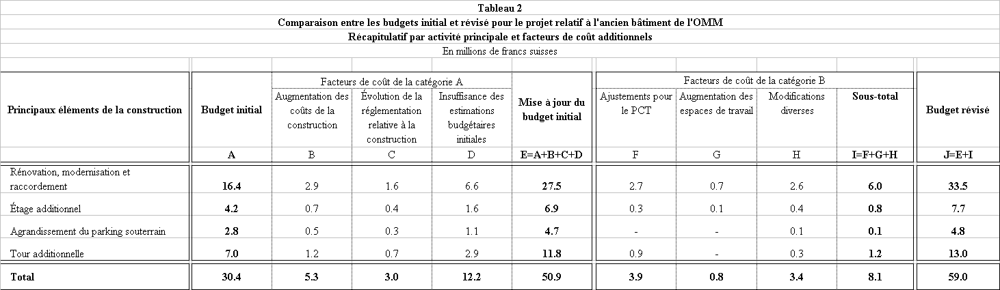 Tableau 2
Comparaison entre les budgets initial et révisé pour le projet relatif à l'ancien bâtiment de l'OMM
Récapitulatif par activité principale et facteurs de coût additionnels
En millions de francs suisses
Facteurs de coût de la catégorie A Facteurs de coût de la catégorie B
Principaux éléments de la construction Budget initial Augmentation des coûts de la construction Évolution de la réglementation relative à la construction Insuffisance des estimations budgétaires initiales Mise à jour du budget initial Ajustements pour le PCT Augmentation des espaces de travail Modifications diverses Sous-total Budget révisé
A B C D E=A+B+C+D F G H I=F+G+H J=E+I
Rénovation, modernisation et
raccordement 16.4 2.9 1.6 6.6 27.5 2.7 0.7 2.6 6.0 33.5
Étage additionnel 4.2 0.7 0.4 1.6 6.9 0.3 0.1 0.4 0.8 7.7
Agrandissement du parking souterrain 2.8 0.5 0.3 1.1 4.7 - - 0.1 0.1 4.8
Tour additionnelle 7.0 1.2 0.7 2.9 11.8 0.9 - 0.3 1.2 13.0
Total 30.4 5.3 3.0 12.2 50.9 3.9 0.8 3.4 8.1 59.0